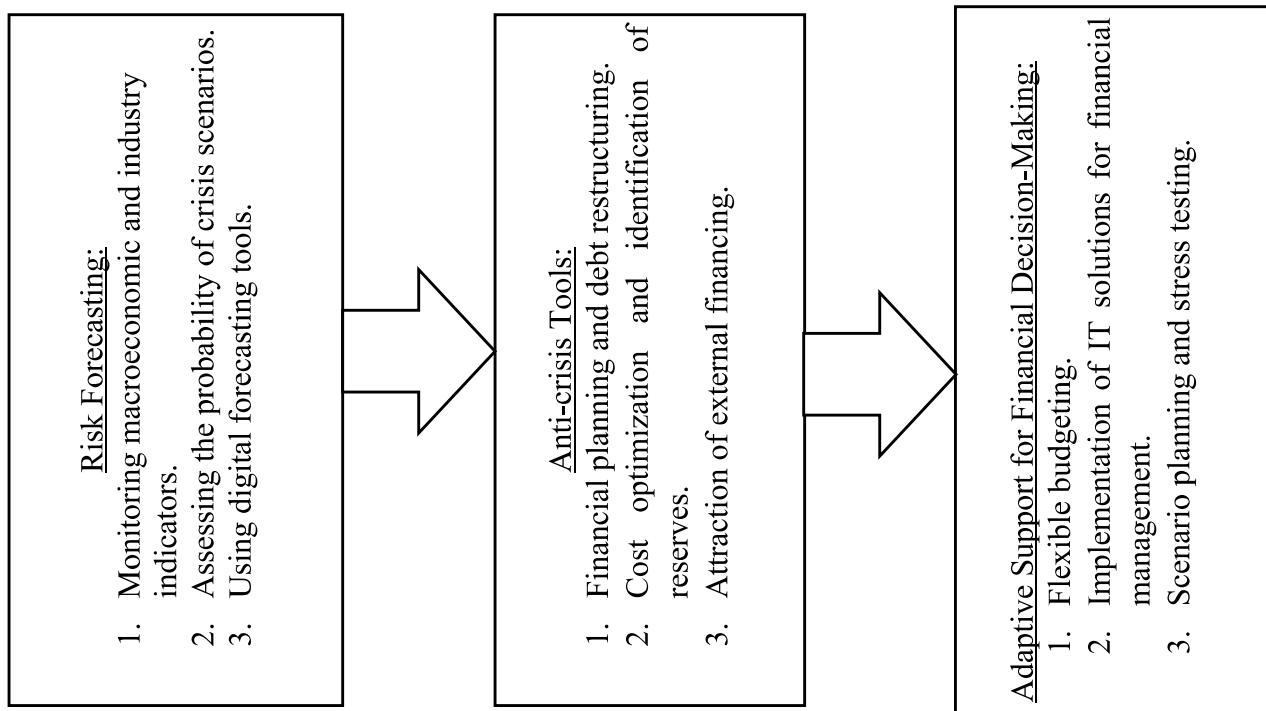 Risk Forecasting:
1. Monitoring macroeconomic and industry
indicators.
2. Assessing the probability of crisis scenarios.
3. Using digital forecasting tools.
Anti-crisis Tools:
1. Financial planning and debt restructuring.
2. Cost optimization and identification of
reserves.
3. Attraction of external financing.
Adaptive Support for Financial Decision-Making:
1. Flexible budgeting.
2. Implementation of IT solutions for financial
management.
3. Scenario planning and stress testing.